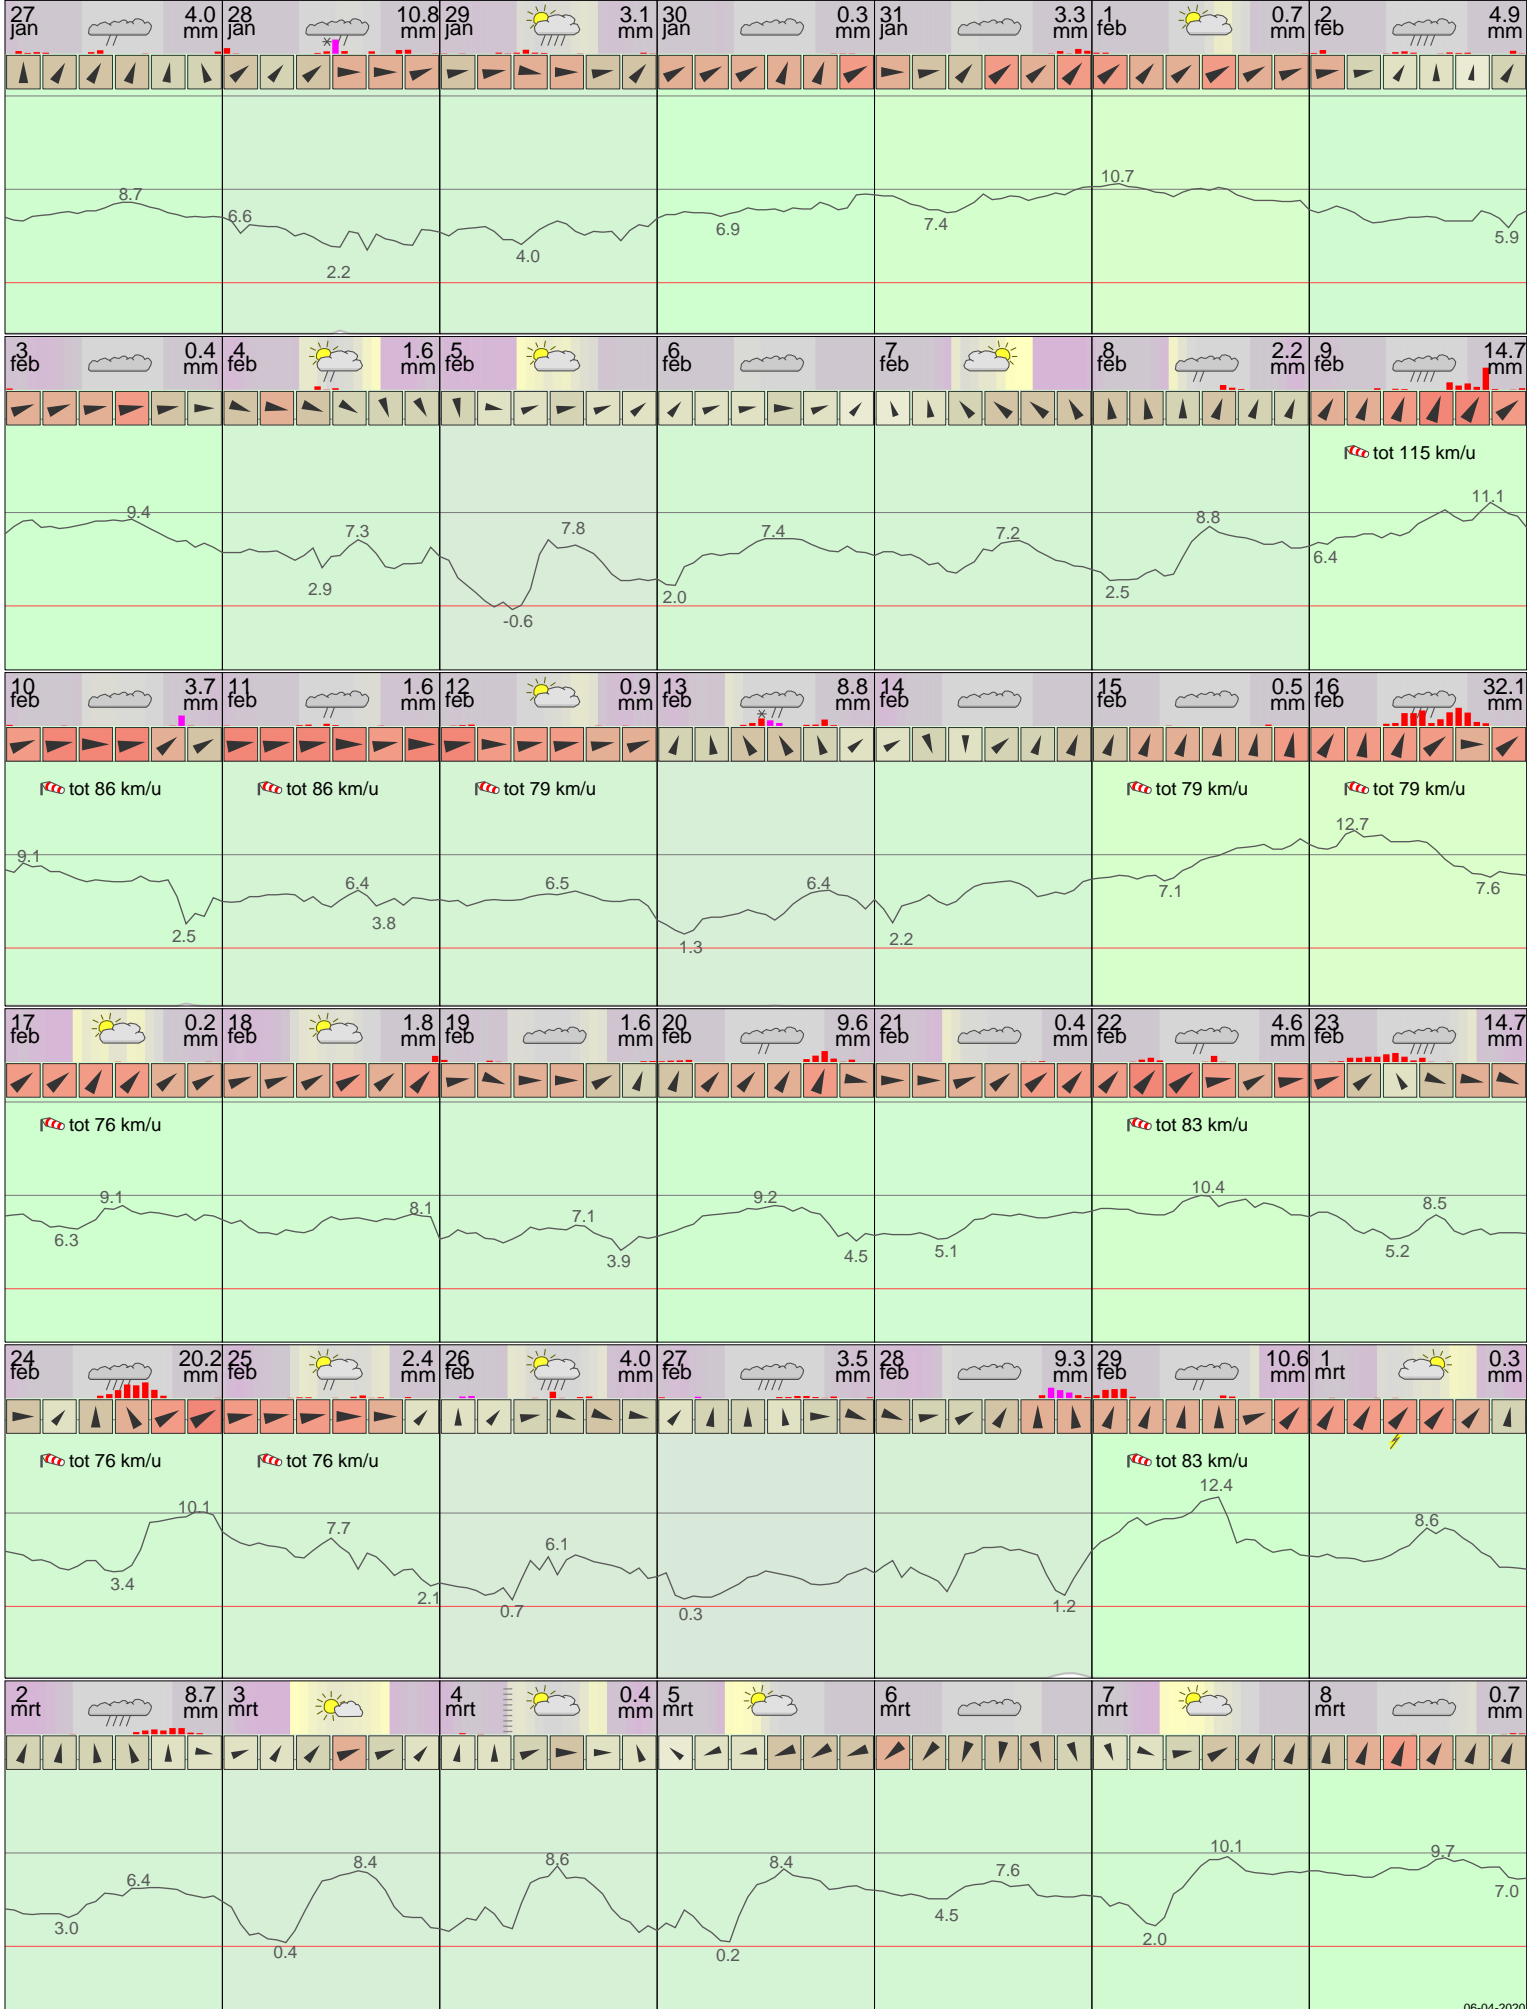 27 jan 4.0 mm
28 jan 10.8 mm
29 jan 3.1 mm
30 jan 0.3 mm
31 jan 3.3 mm
1 feb 0.7 mm
2 feb 4.9 mm
8.7
6.6
2.2
4.0
6.9
7.4
10.7
5.9
3 feb 0.4 mm
4 feb 1.6 mm
5 feb
6 feb
7 feb
8 feb 2.2 mm
9 feb 14.7 mm
tot 115 km/u
9.4
2.9
7.3
-0.6
7.8
2.0
7.4
7.2
2.5
8.8
6.4
11.1
10 feb 3.7 mm
11 feb 1.6 mm
12 feb 0.9 mm
13 feb 8.8 mm
14 feb
15 feb 0.5 mm
16 feb 32.1 mm
tot 86 km/u
tot 86 km/u
tot 79 km/u
tot 79 km/u
tot 79 km/u
9.1
2.5
6.4
3.8
6.5
1.3
6.4
2.2
7.1
12.7
7.6
17 feb 0.2 mm
18 feb 1.8 mm
19 feb 1.6 mm
20 feb 9.6 mm
21 feb 0.4 mm
22 feb 4.6 mm
23 feb 14.7 mm
tot 76 km/u
tot 83 km/u
6.3
9.1
8.1
7.1
3.9
9.2
4.5
5.1
10.4
5.2
8.5
24 feb 20.2 mm
25 feb 2.4 mm
26 feb 4.0 mm
27 feb 3.5 mm
28 feb 9.3 mm
29 feb 10.6 mm
1 mrt 0.3 mm
tot 76 km/u
tot 76 km/u
tot 83 km/u
3.4
10.1
7.7
2.1
0.7
6.1
0.3
1.2
12.4
8.6
2 mrt 8.7 mm
3 mrt
4 mrt 0.4 mm
5 mrt
6 mrt
7 mrt
8 mrt 0.7 mm
3.0
6.4
0.4
8.4
8.6
0.2
8.4
4.5
7.6
2.0
10.1
9.7
7.0
06-04-2020